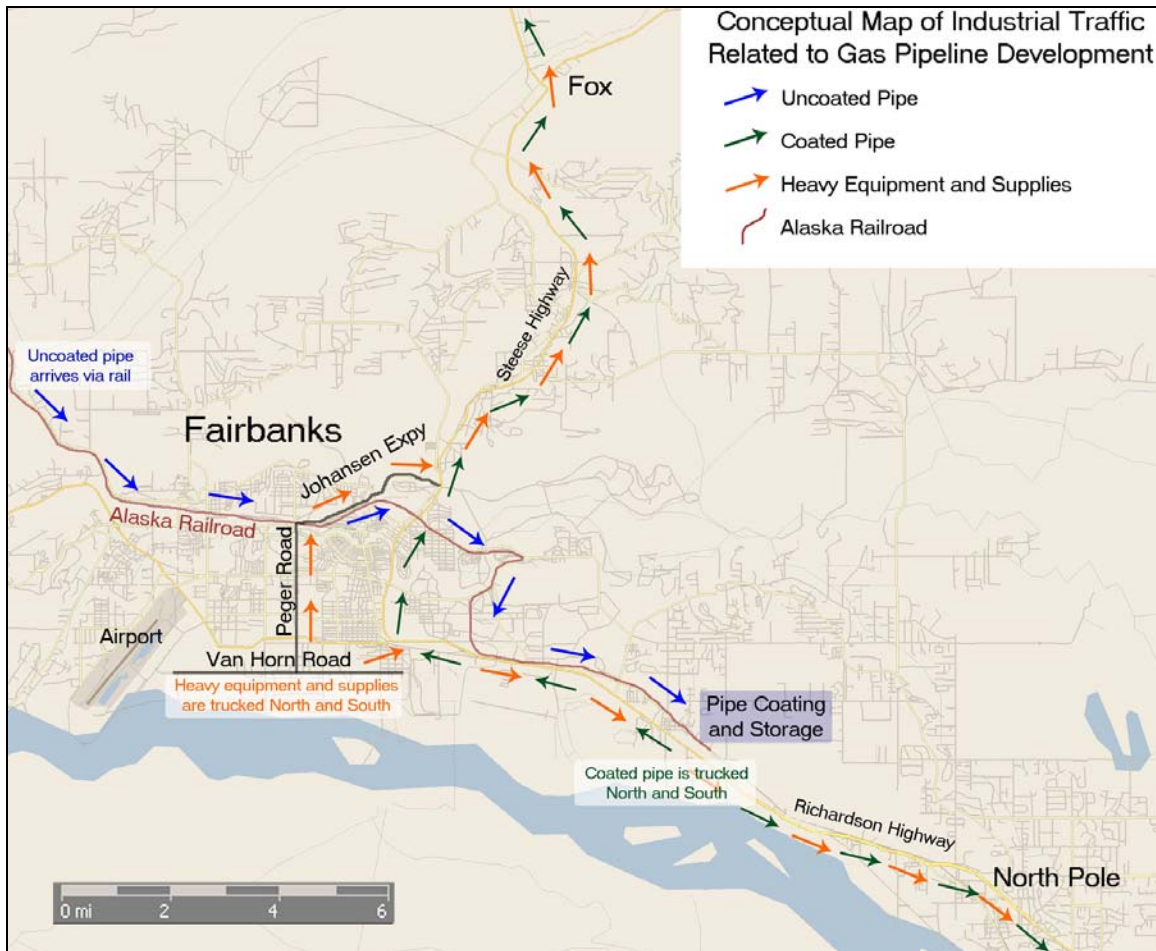 Conceptual Map of Industrial Traffic
Related to Gas Pipeline Development
Uncoated Pipe
Coated Pipe
Heavy Equipment and Supplies
Alaska Railroad
Fox
Steese Highway
Uncoated pipe
arrives via rail
Fairbanks
Johansen Expy
Alaska Railroad
Peger Road
Airport
Van Horn Road
Heavy equipment and supplies
are trucked North and South
Pipe Coating
and Storage
Coated pipe is trucked
North and South
Richardson Highway
North Pole
0 mi 2 4 6